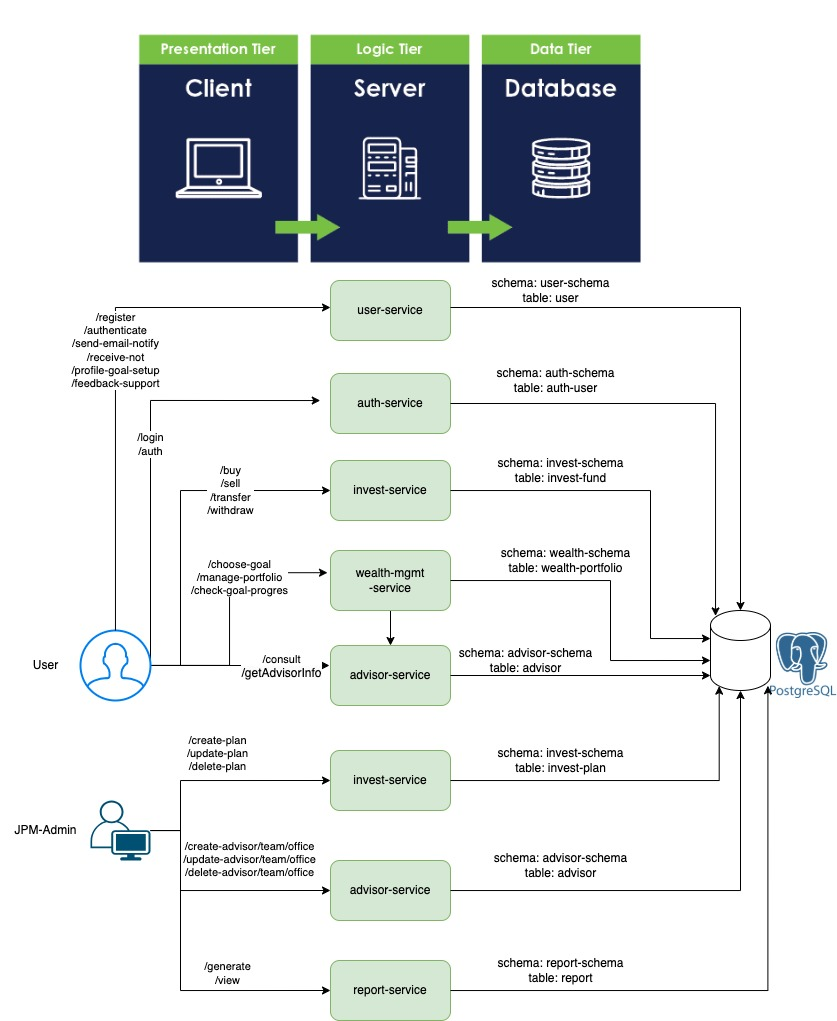 Presentation Tier
Client
Logic Tier
Server
Data Tier
Database
/register
/authenticate
/send-email-notify
/receive-not
/profile-goal-setup
/feedback-support
user-service
schema: user-schema
table: user
/login
/auth
auth-service
schema: auth-schema
table: auth-user
/buy
/sell
/transfer
/withdraw
invest-service
schema: invest-schema
table: invest-fund
/choose-goal
/manage-portfolio
/check-goal-progres
wealth-mgmt
-service
schema: wealth-schema
table: wealth-portfolio
User
/consult
/getAdvisorInfo
advisor-service
schema: advisor-schema
table: advisor
PostgreSQL
JPM-Admin
/create-plan
/update-plan
/delete-plan
invest-service
schema: invest-schema
table: invest-plan
/create-advisor/team/office
/update-advisor/team/office
/delete-advisor/team/office
advisor-service
schema: advisor-schema
table: advisor
/generate
/view
report-service
schema: report-schema
table: report